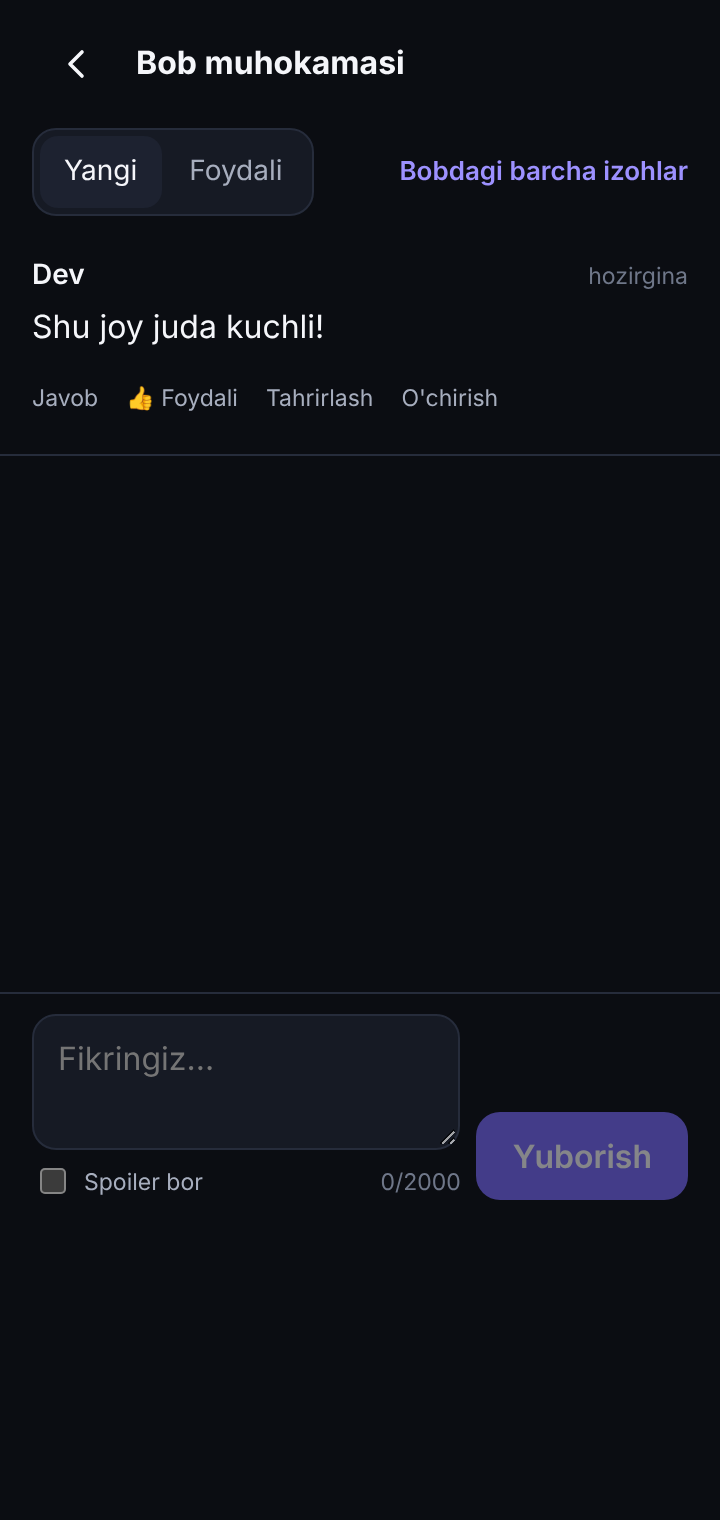 Bob muhokamasi
Yangi Foydali Bobdagi barcha izohlar
Dev hozirgina
Shu joy juda kuchli!
Javob 👍 Foydali Tahrirlash O'chirish
Fikringiz...
Yuborish
Spoiler bor 0/2000